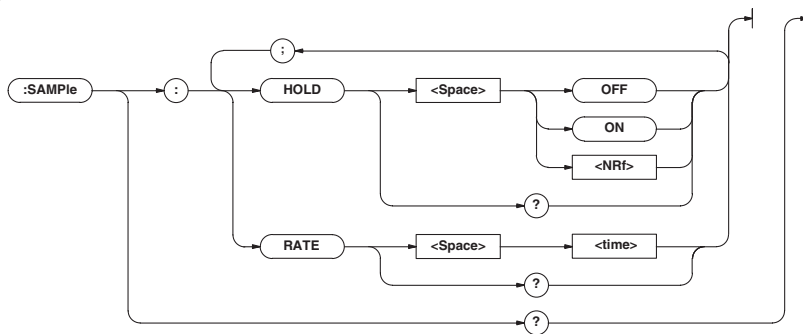 ;
:SAMPle : HOLD <Space> OFF
ON
<NRf>
?
RATE <Space> <time>
?
?